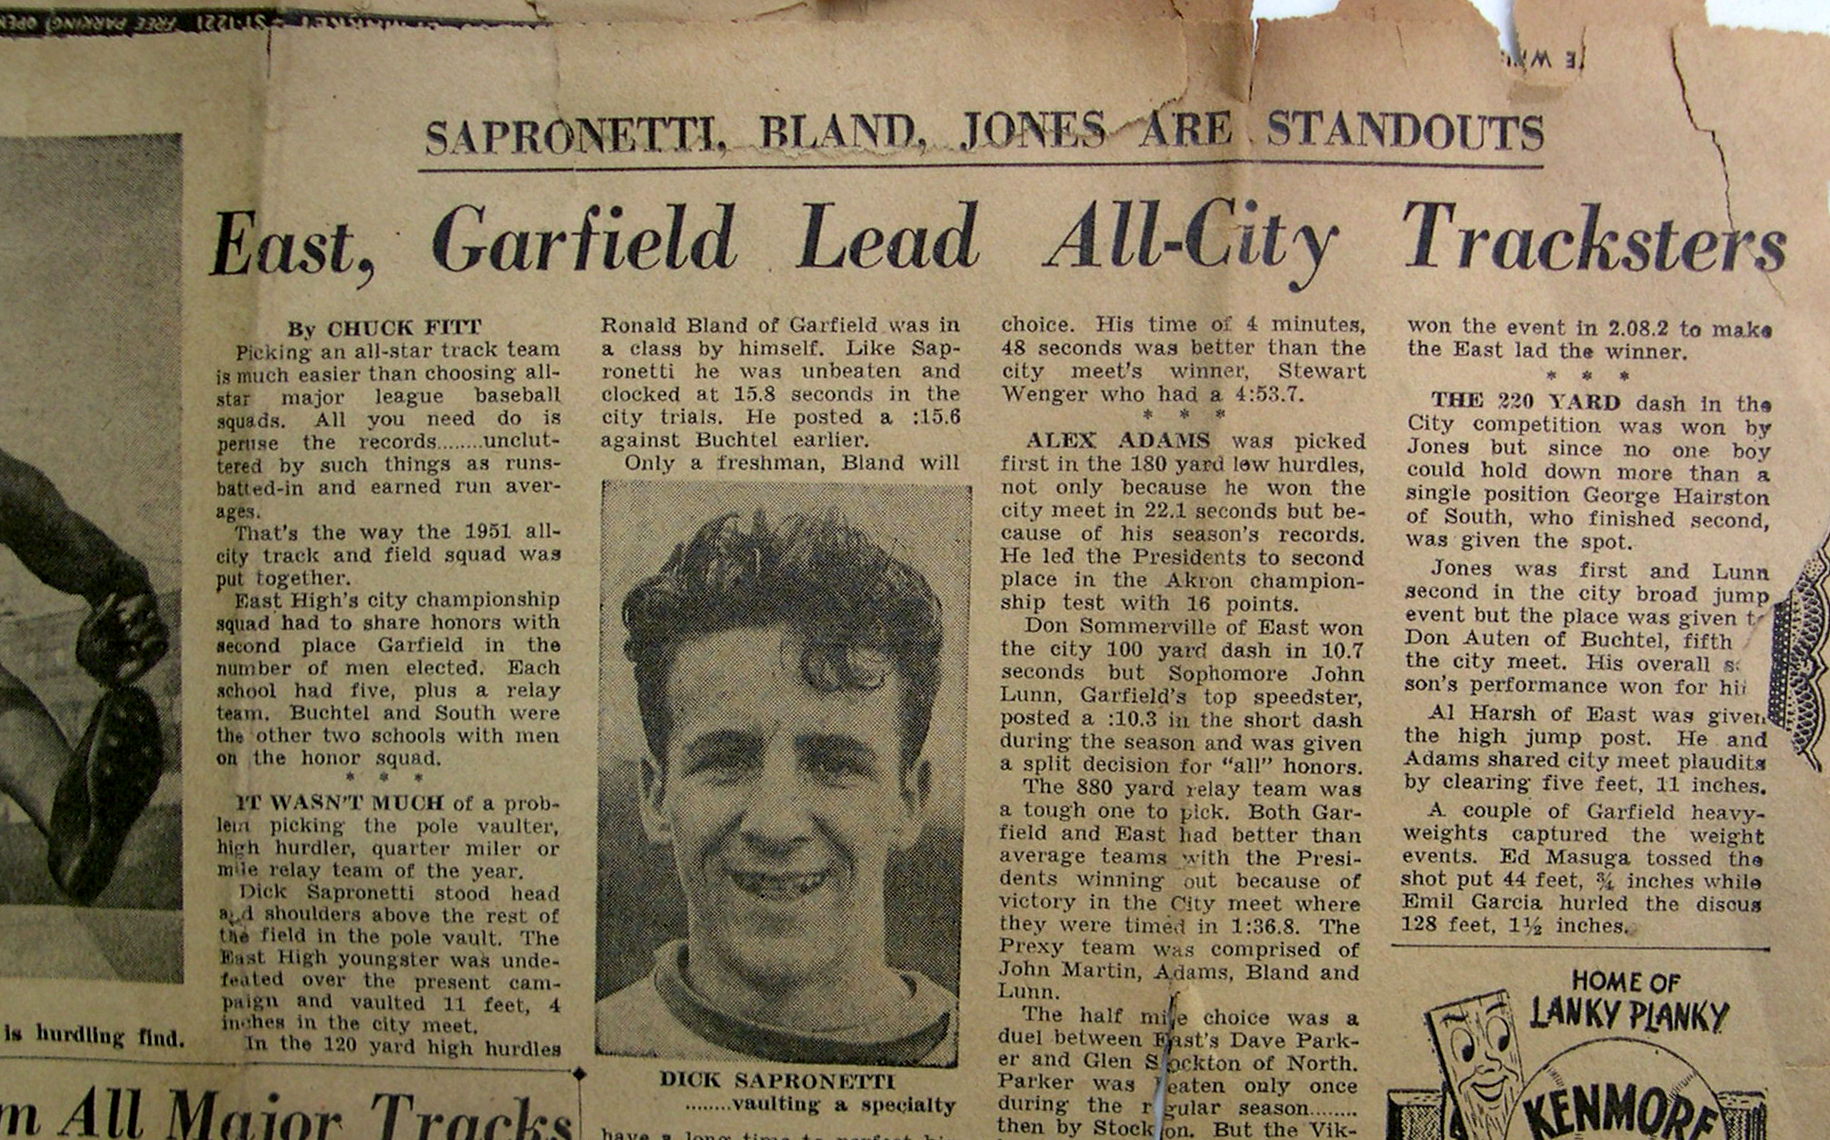 ST-1221 FREE PARKING OPEN
SAPRONETTI, BLAND, JONES ARE STANDOUTS
East, Garfield Lead All-City Tracksters
By CHUCK FITT
Picking an all-star track team
is much easier than choosing all-
star major league baseball
squads. All you need do is
peruse the records........unclut-
tered by such things as runs-
batted-in and earned run aver-
ages.
That's the way the 1951 all-
city track and field squad was
put together.
East High's city championship
squad had to share honors with
second place Garfield in the
number of men elected. Each
school had five, plus a relay
team. Buchtel and South were
the other two schools with men
on the honor squad.
* * *
IT WASN'T MUCH of a prob-
lem picking the pole vaulter,
high hurdler, quarter miler or
mile relay team of the year.
Dick Sapronetti stood head
and shoulders above the rest of
the field in the pole vault. The
East High youngster was unde-
feated over the present cam-
paign and vaulted 11 feet, 4
inches in the city meet.
In the 120 yard high hurdles
Ronald Bland of Garfield was in
a class by himself. Like Sap-
ronetti he was unbeaten and
clocked at 15.8 seconds in the
city trials. He posted a :15.6
against Buchtel earlier.
Only a freshman, Bland will
DICK SAPRONETTI
........vaulting a specialty
have a long time to perfect
choice. His time of 4 minutes,
48 seconds was better than the
city meet's winner, Stewart
Wenger who had a 4:53.7.
* * *
ALEX ADAMS was picked
first in the 180 yard low hurdles,
not only because he won the
city meet in 22.1 seconds but be-
cause of his season's records.
He led the Presidents to second
place in the Akron champion-
ship test with 16 points.
Don Sommerville of East won
the city 100 yard dash in 10.7
seconds but Sophomore John
Lunn, Garfield's top speedster,
posted a :10.3 in the short dash
during the season and was given
a split decision for "all" honors.
The 880 yard relay team was
a tough one to pick. Both Gar-
field and East had better than
average teams with the Presi-
dents winning out because of
victory in the City meet where
they were timed in 1:36.8. The
Prexy team was comprised of
John Martin, Adams, Bland and
Lunn.
The half mile choice was a
duel between East's Dave Park-
er and Glen Stockton of North.
Parker was beaten only once
during the regular season........
then by Stockton. But the Vik-
won the event in 2.08.2 to make
the East lad the winner.
* * *
THE 220 YARD dash in the
City competition was won by
Jones but since no one boy
could hold down more than a
single position George Hairston
of South, who finished second,
was given the spot.
Jones was first and Lunn
second in the city broad jump
event but the place was given
Don Auten of Buchtel, fifth
the city meet. His overall
son's performance won for
Al Harsh of East was given
the high jump post. He and
Adams shared city meet plaudits
by clearing five feet, 11 inches.
A couple of Garfield heavy-
weights captured the weight
events. Ed Masuga tossed the
shot put 44 feet, ¾ inches while
Emil Garcia hurled the discus
128 feet, 1½ inches.
HOME OF
LANKY PLANKY
KENMORE
is hurdling find.
m All Major Tracks